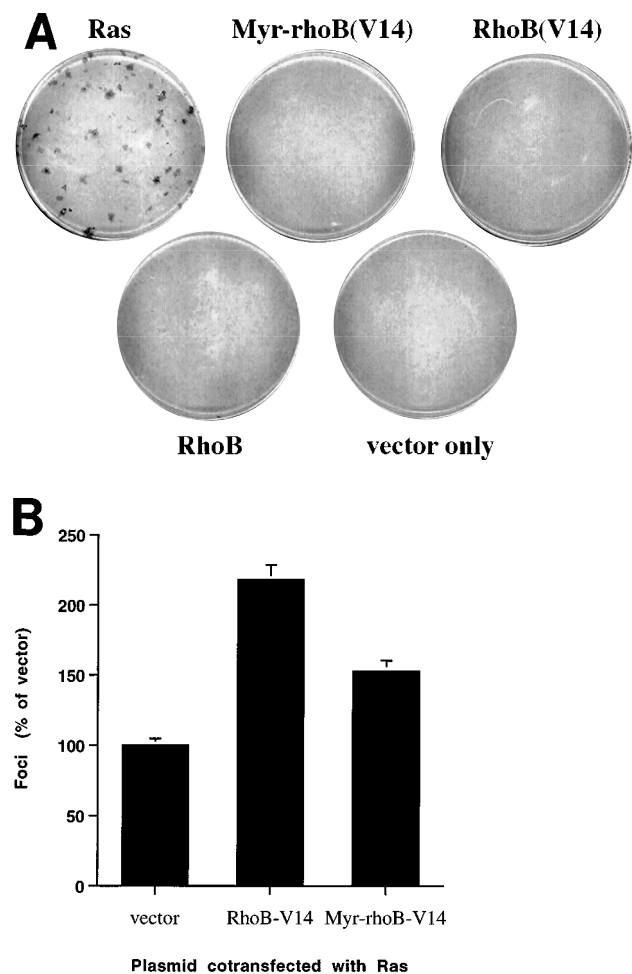 A
Ras Myr-rhoB(V14) RhoB(V14)
RhoB vector only
B
250
200
150
100
50
0
Foci (% of vector)
vector RhoB-V14 Myr-rhoB-V14
Plasmid cotransfected with Ras